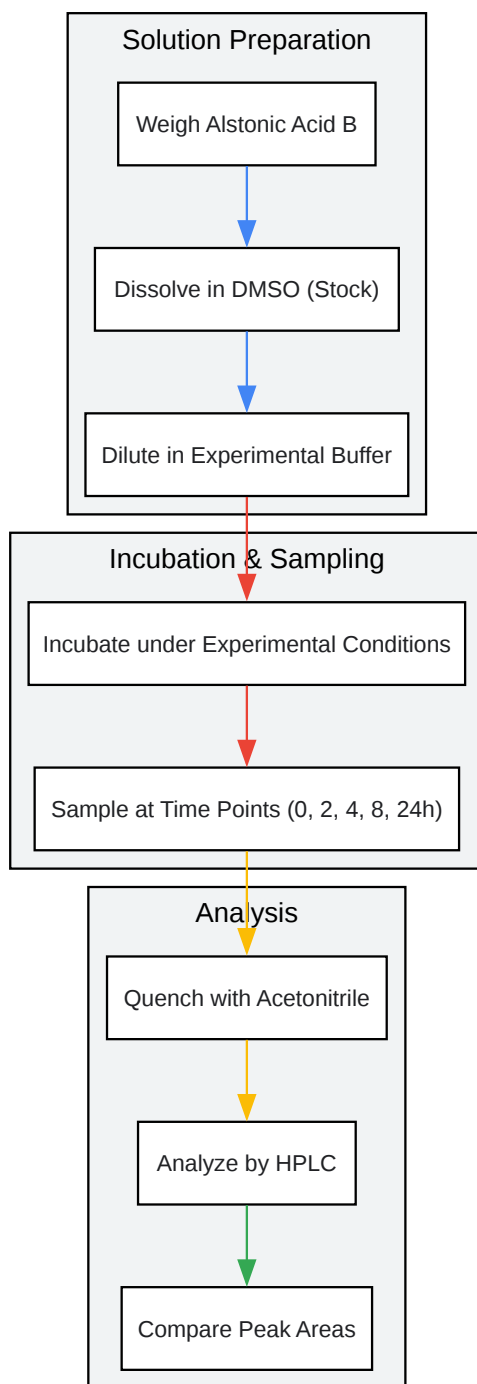 Solution Preparation
Weigh Alstonic Acid B
Dissolve in DMSO (Stock)
Dilute in Experimental Buffer
Incubation & Sampling
Incubate under Experimental Conditions
Sample at Time Points (0, 2, 4, 8, 24h)
Analysis
Quench with Acetonitrile
Analyze by HPLC
Compare Peak Areas